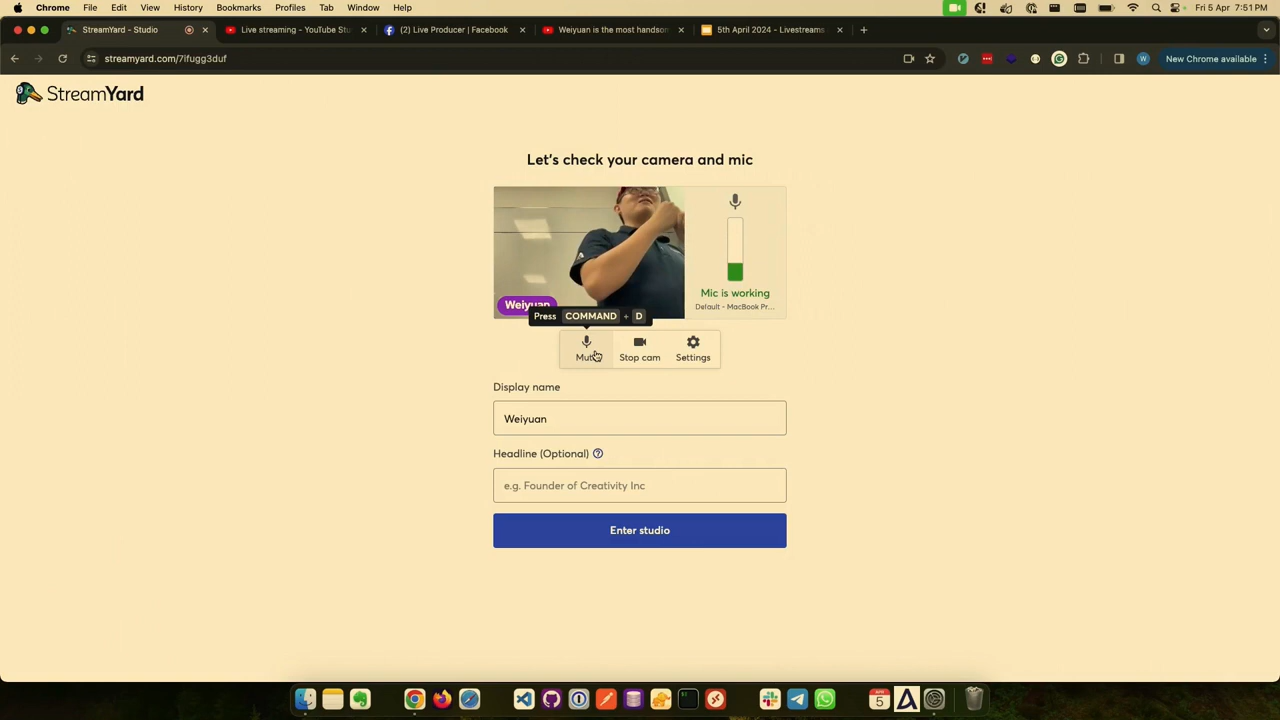 Chrome File Edit View History Bookmarks Profiles Tab Window Help Fri 5 Apr 7:51 PM
StreamYard - Studio Live streaming - YouTube Stu (2) Live Producer | Facebook Weiyuan is the most handsom 5th April 2024 - Livestreams
streamyard.com/7ifugg3duf New Chrome available
StreamYard
Let's check your camera and mic
Mic is working
Weiyuan
Default - MacBook Pr...
Press COMMAND + D
Mute Stop cam Settings
Display name
Weiyuan
Headline (Optional)
e.g. Founder of Creativity Inc
Enter studio